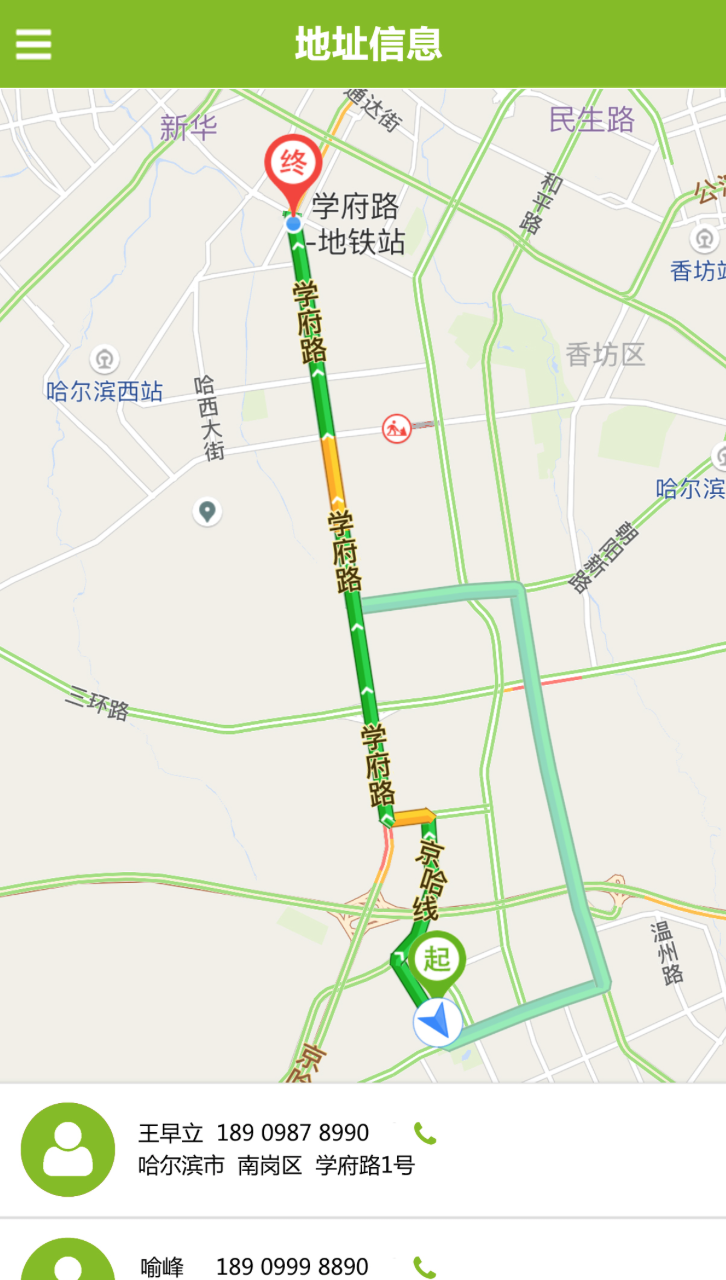 地址信息
通达街
新华
民生路
终
和平路
学府路
-地铁站
香坊
学府路
香坊区
哈尔滨西站
哈西大街
哈尔滨
学府路
朝阳新路
三环路
学府路
京哈线
起
温州路
京哈
王早立 189 0987 8990
哈尔滨市 南岗区 学府路1号
喻峰 189 0999 8890